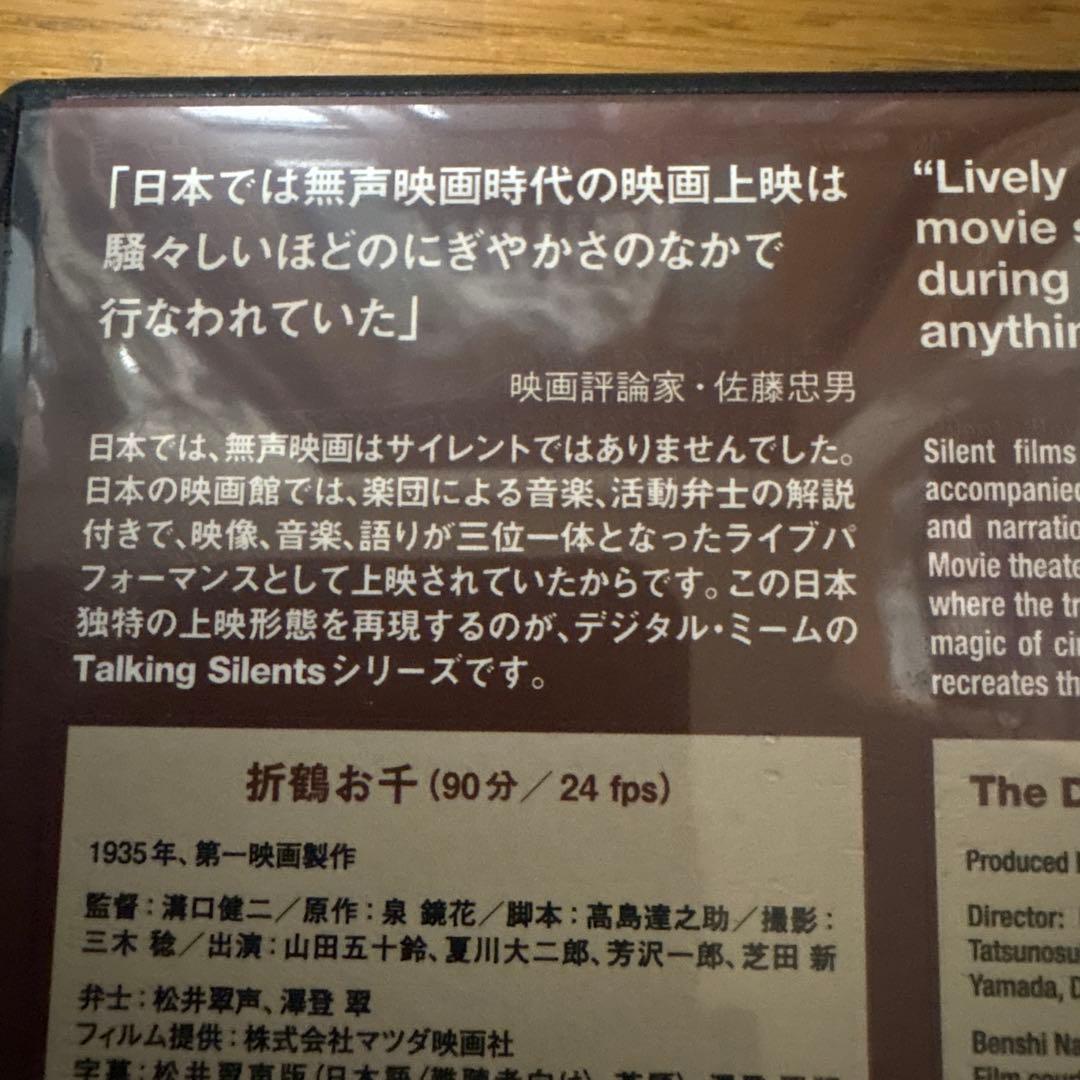 「日本では無声映画時代の映画上映は
騒々しいほどのにぎやかさのなかで
行なわれていた」
映画評論家・佐藤忠男
日本では、無声映画はサイレントではありませんでした。
日本の映画館では、楽団による音楽、活動弁士の解説
付きで、映像、音楽、語りが三位一体となったライブパ
フォーマンスとして上映されていたからです。この日本
独特の上映形態を再現するのが、デジタル・ミームの
Talking Silentsシリーズです。
折鶴お千（90分／24 fps）
1935年、第一映画製作
監督：溝口健二／原作：泉 鏡花／脚本：高島達之助／撮影：
三木 稔／出演：山田五十鈴、夏川大二郎、芳沢一郎、芝田 新
弁士：松井翠声、澤登 翠
フィルム提供：株式会社マツダ映画社
字幕：松井翠声版
“Lively
movie
during
anythin
Silent films
accompanied
and narratio
Movie theate
where the tr
magic of ci
recreates th
The D
Produced
Director:
Tatsunosu
Yamada, D
Benshi Na
Film cour